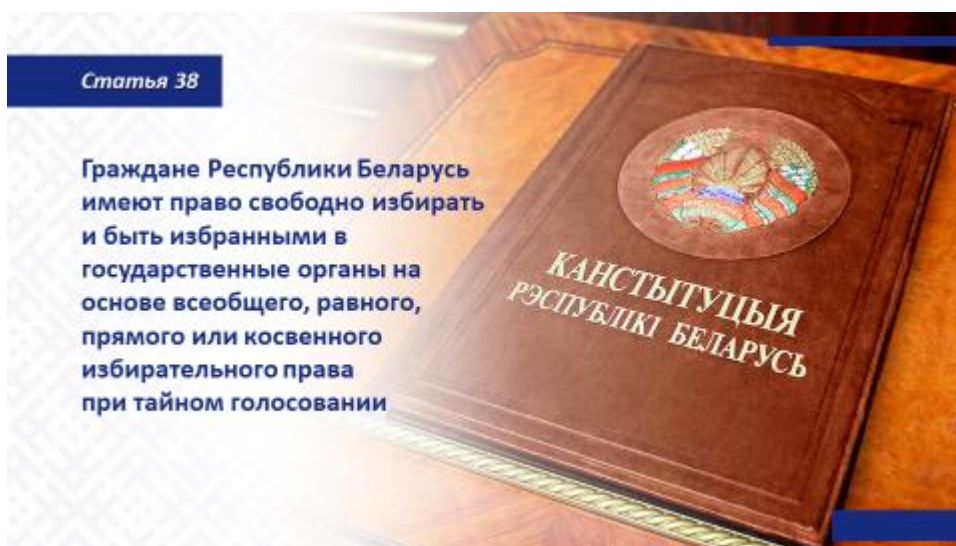 Статья 38
Граждане Республики Беларусь
имеют право свободно избирать
и быть избранными в
государственные органы на
основе всеобщего, равного,
прямого или косвенного
избирательного права
при тайном голосовании
КАНСТЫТУЦЫЯ
РЭСПУБЛІКІ БЕЛАРУСЬ